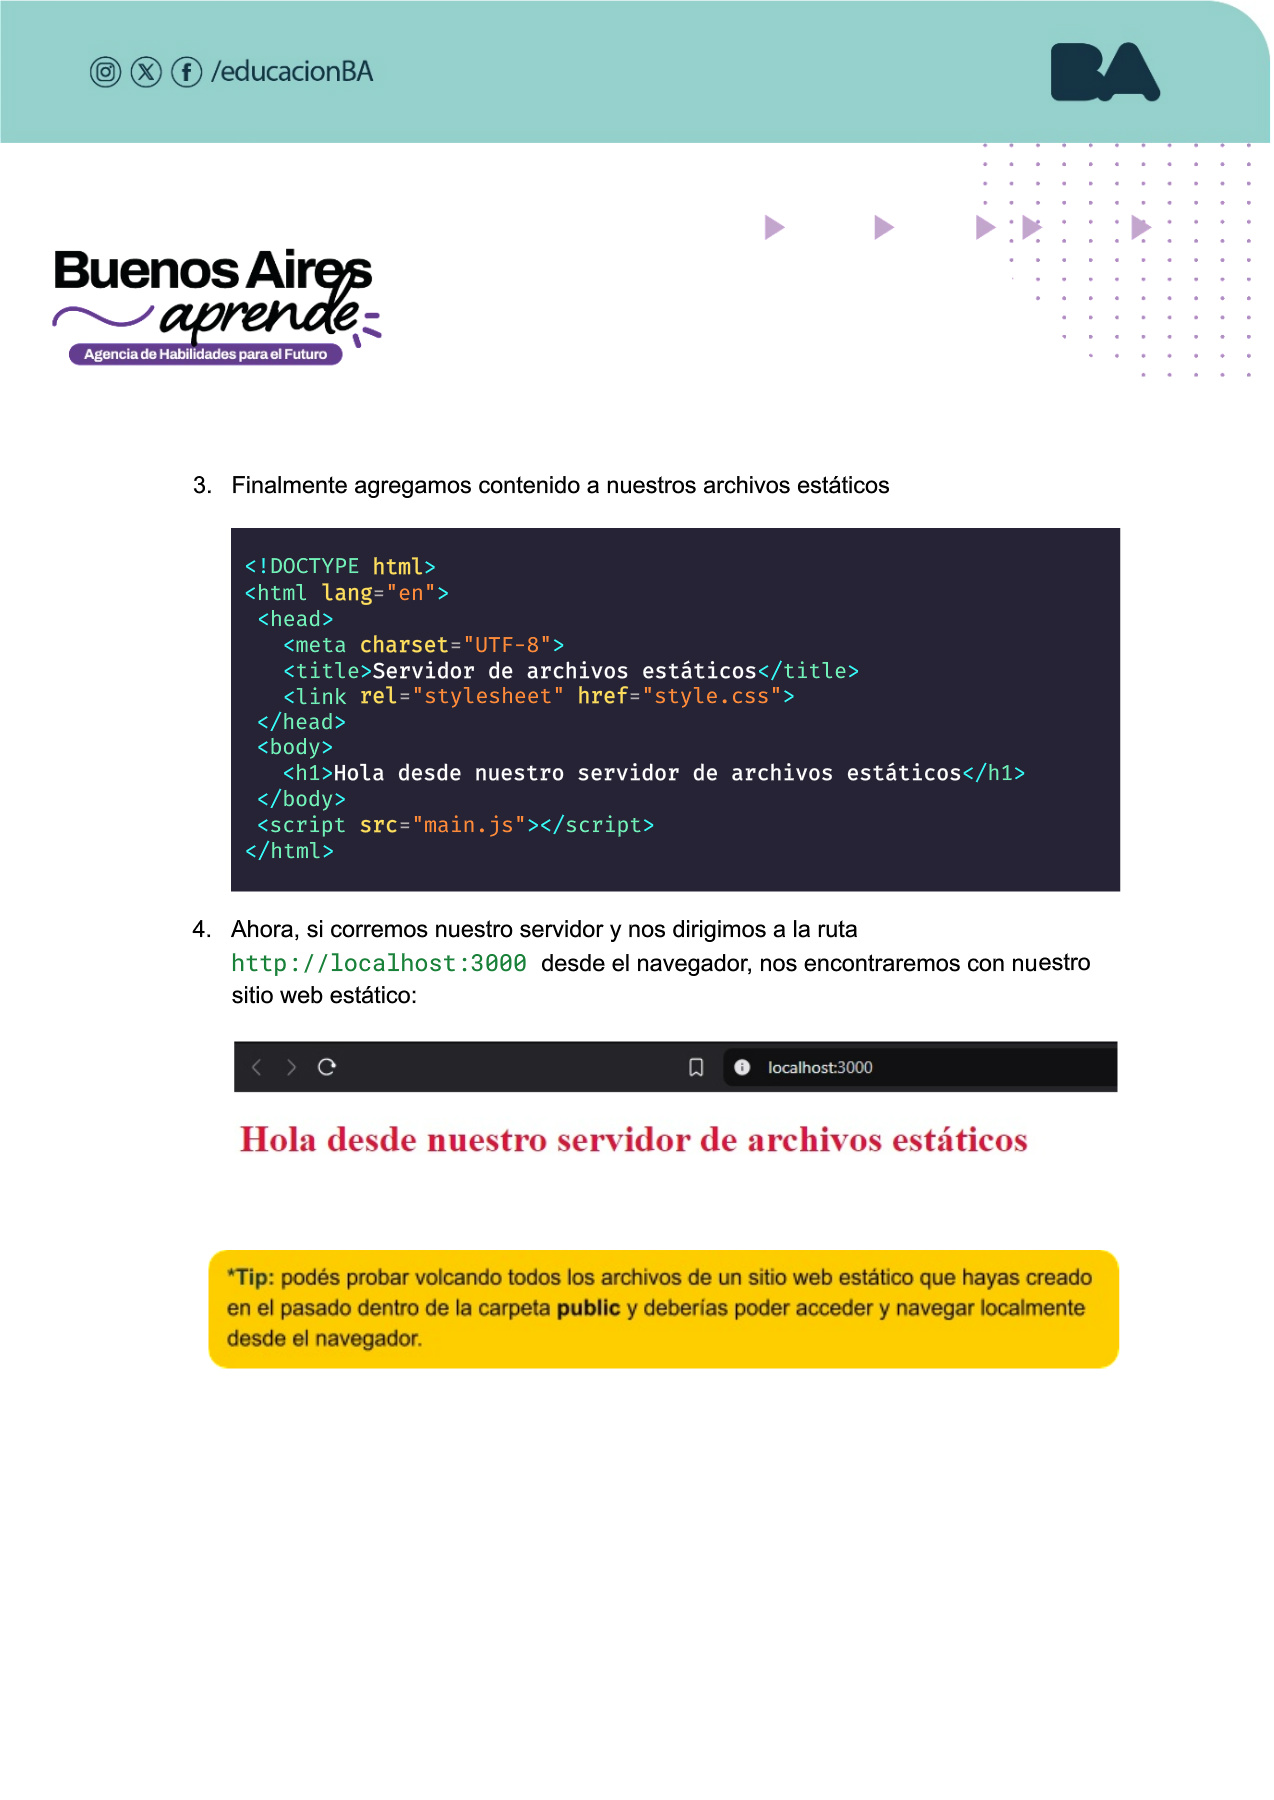 /educacionBA
BA
Buenos Aires
aprende
Agencia de Habilidades para el Futuro
3. Finalmente agregamos contenido a nuestros archivos estáticos
<!DOCTYPE html>
<html lang="en">
<head>
<meta charset="UTF-8">
<title>Servidor de archivos estáticos</title>
<link rel="stylesheet" href="style.css">
</head>
<body>
<h1>Hola desde nuestro servidor de archivos estáticos</h1>
</body>
<script src="main.js"></script>
</html>
4. Ahora, si corremos nuestro servidor y nos dirigimos a la ruta
http://localhost:3000 desde el navegador, nos encontraremos con nuestro
sitio web estático:
localhost:3000
Hola desde nuestro servidor de archivos estáticos
*Tip: podés probar volcando todos los archivos de un sitio web estático que hayas creado
en el pasado dentro de la carpeta public y deberías poder acceder y navegar localmente
desde el navegador.